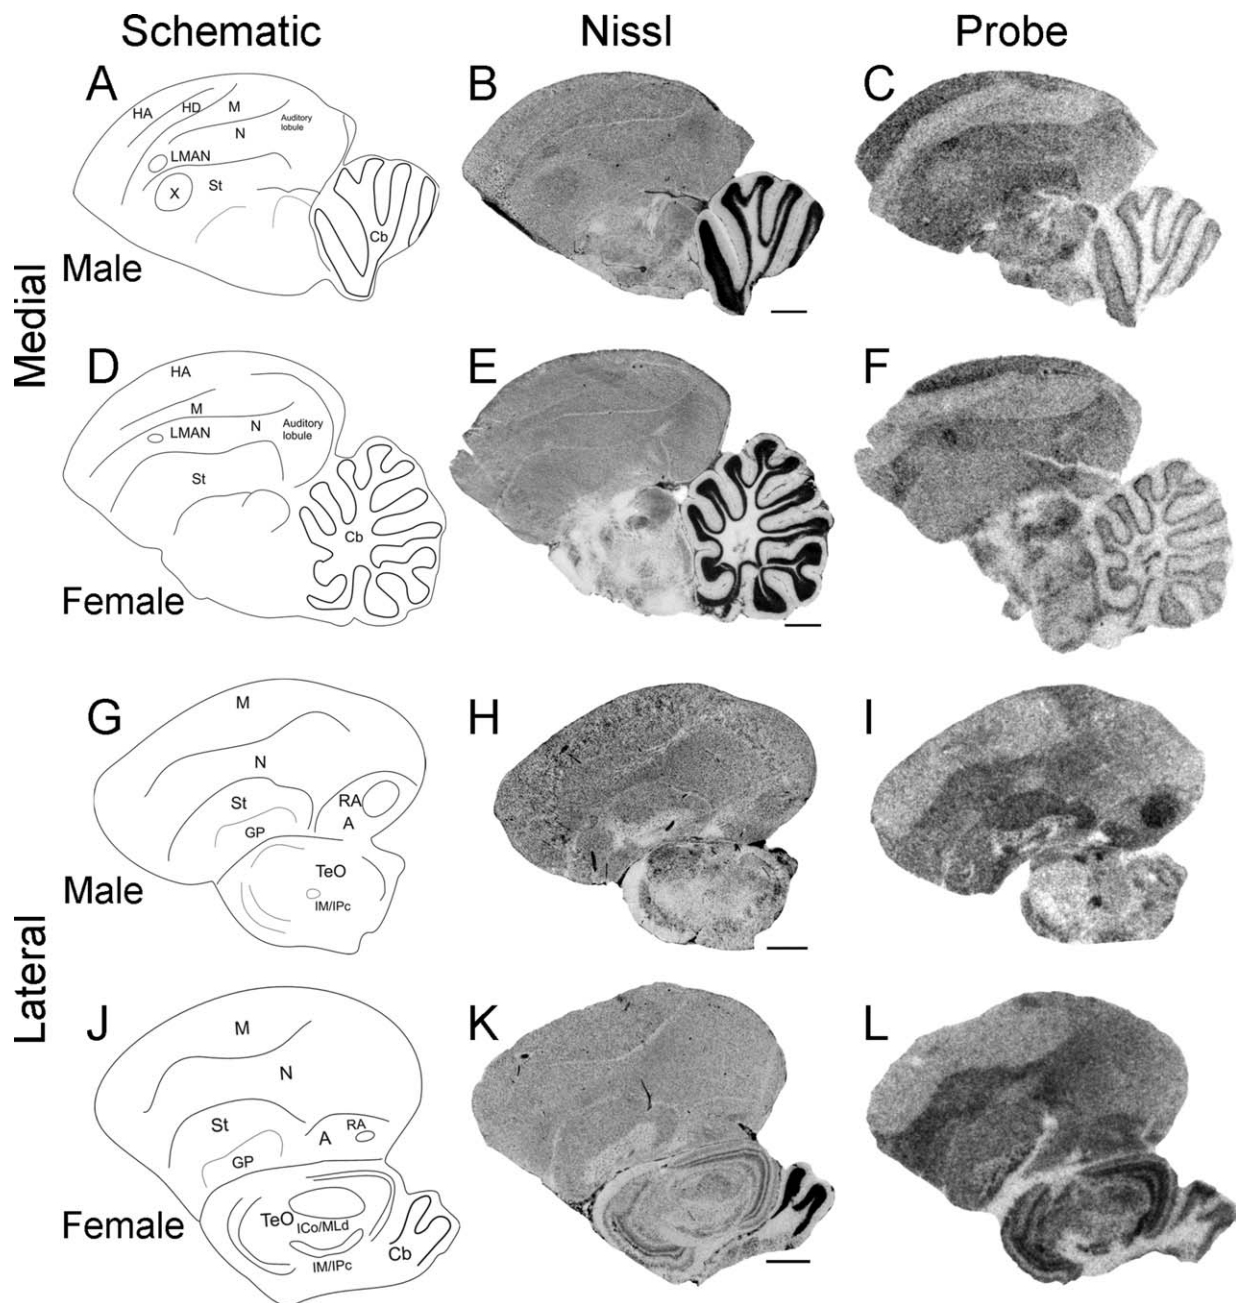 Schematic
Nissl
Probe
Medial
A
HA
HD
M
N
Auditory
lobule
LMAN
X
St
Cb
Male
B
C
D
HA
M
LMAN
N
Auditory
lobule
St
Cb
Female
E
F
Lateral
G
M
N
St
GP
RA
A
TeO
IM/IPc
Male
H
I
J
M
N
St
A
RA
GP
TeO
ICo/MLd
IM/IPc
Cb
Female
K
L